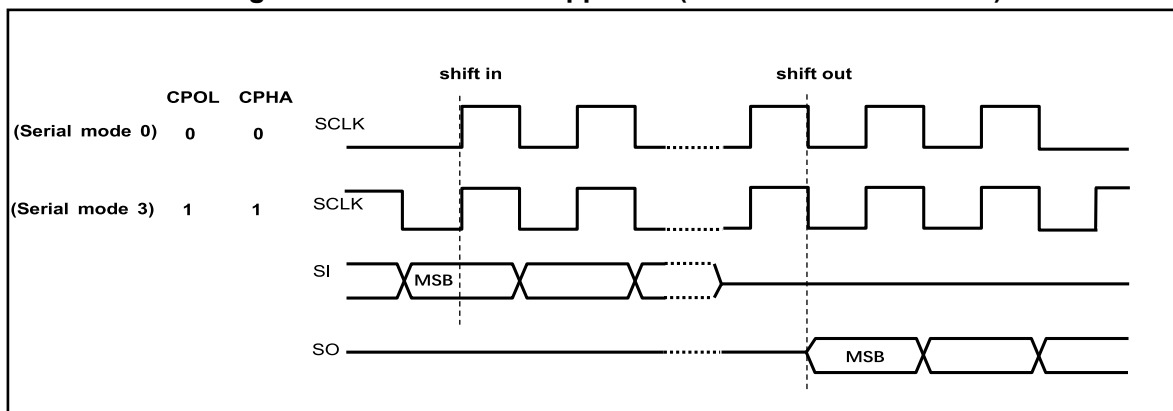 shift in shift out
CPOL CPHA
(Serial mode 0) 0 0 SCLK
(Serial mode 3) 1 1 SCLK
SI MSB
SO MSB